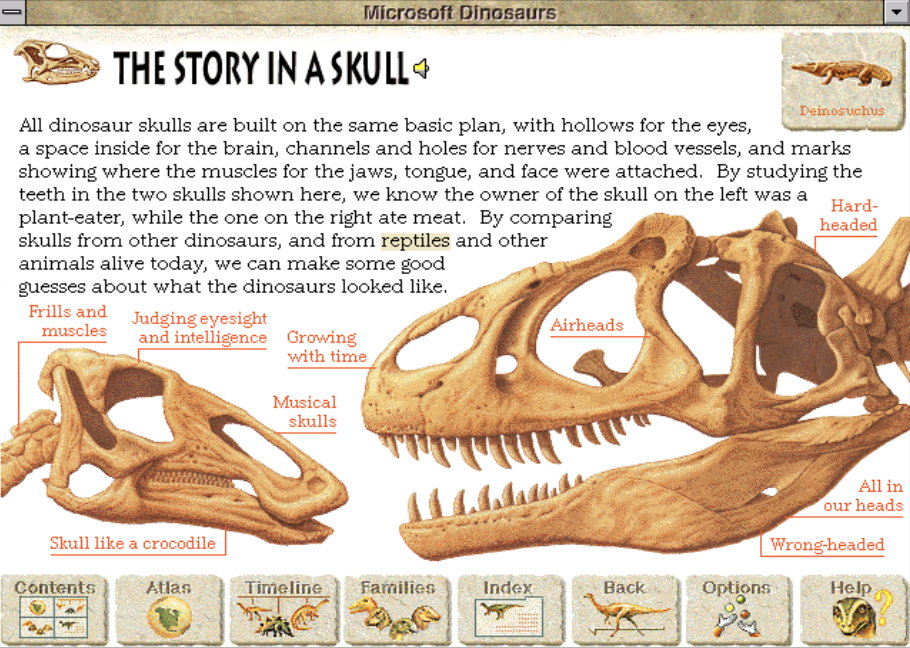 Microsoft Dinosaurs
THE STORY IN A SKULL
Deinosuchus
All dinosaur skulls are built on the same basic plan, with hollows for the eyes,
a space inside for the brain, channels and holes for nerves and blood vessels, and marks
showing where the muscles for the jaws, tongue, and face were attached. By studying the
teeth in the two skulls shown here, we know the owner of the skull on the left was a
plant-eater, while the one on the right ate meat. By comparing
skulls from other dinosaurs, and from reptiles and other
animals alive today, we can make some good
guesses about what the dinosaurs looked like.
Hard-
headed
Frills and
muscles
Judging eyesight
and intelligence
Growing
with time
Airheads
Musical
skulls
All in
our heads
Skull like a crocodile
Wrong-headed
Contents
Atlas
Timeline
Families
Index
Back
Options
Help